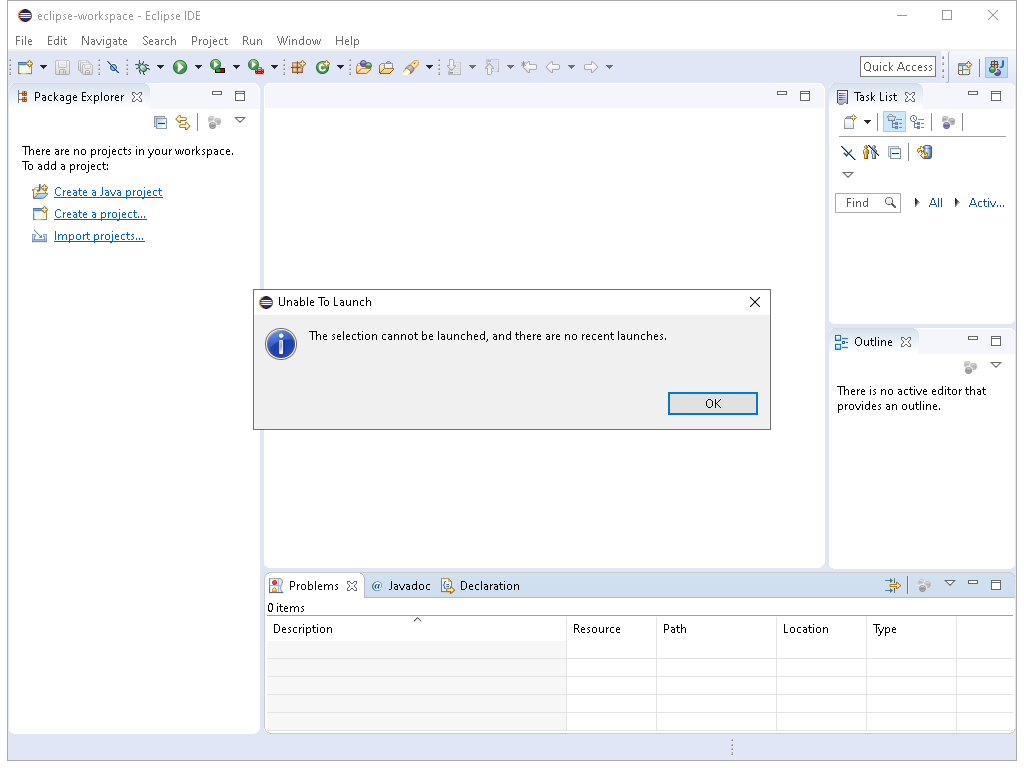 eclipse-workspace - Eclipse IDE
File Edit Navigate Search Project Run Window Help
Quick Access
Package Explorer
There are no projects in your workspace.
To add a project:
Create a Java project
Create a project...
Import projects...
Task List
Find
All
Activ...
Unable To Launch
The selection cannot be launched, and there are no recent launches.
OK
Outline
There is no active editor that
provides an outline.
Problems @ Javadoc Declaration
0 items
Description Resource Path Location Type